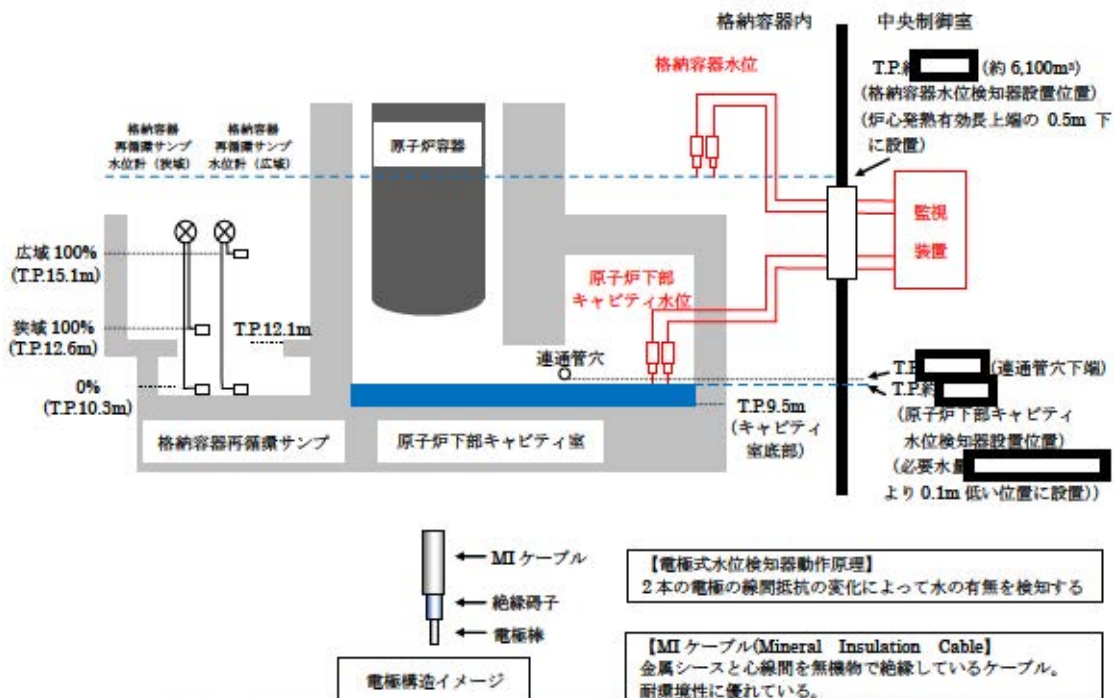 格納容器内
中央制御室
格納容器水位
T.P.約
(約 6,100m³)
(格納容器水位検知器設置位置)
(炉心発熱有効長上端の 0.5m 下
に設置)
格納容器
再循環サンプ
水位計(狭域)
格納容器
再循環サンプ
水位計(広域)
原子炉容器
監視
装置
広域 100%
(T.P.15.1m)
狭域 100%
(T.P.12.6m)
T.P.12.1m
0%
(T.P.10.3m)
原子炉下部
キャビティ水位
連通管穴
T.P.
(連通管穴下端)
T.P.約
(原子炉下部キャビティ
水位検知器設置位置)
(必要水量
より 0.1m 低い位置に設置))
T.P.9.5m
(キャビティ
室底部)
格納容器再循環サンプ
原子炉下部キャビティ室
MI ケーブル
絶縁碍子
電極棒
電極構造イメージ
【電極式水位検知器動作原理】
2 本の電極の線間抵抗の変化によって水の有無を検知する
【MI ケーブル(Mineral Insulation Cable】
金属シースと心線間を無機物で絶縁しているケーブル。
耐環境性に優れている。